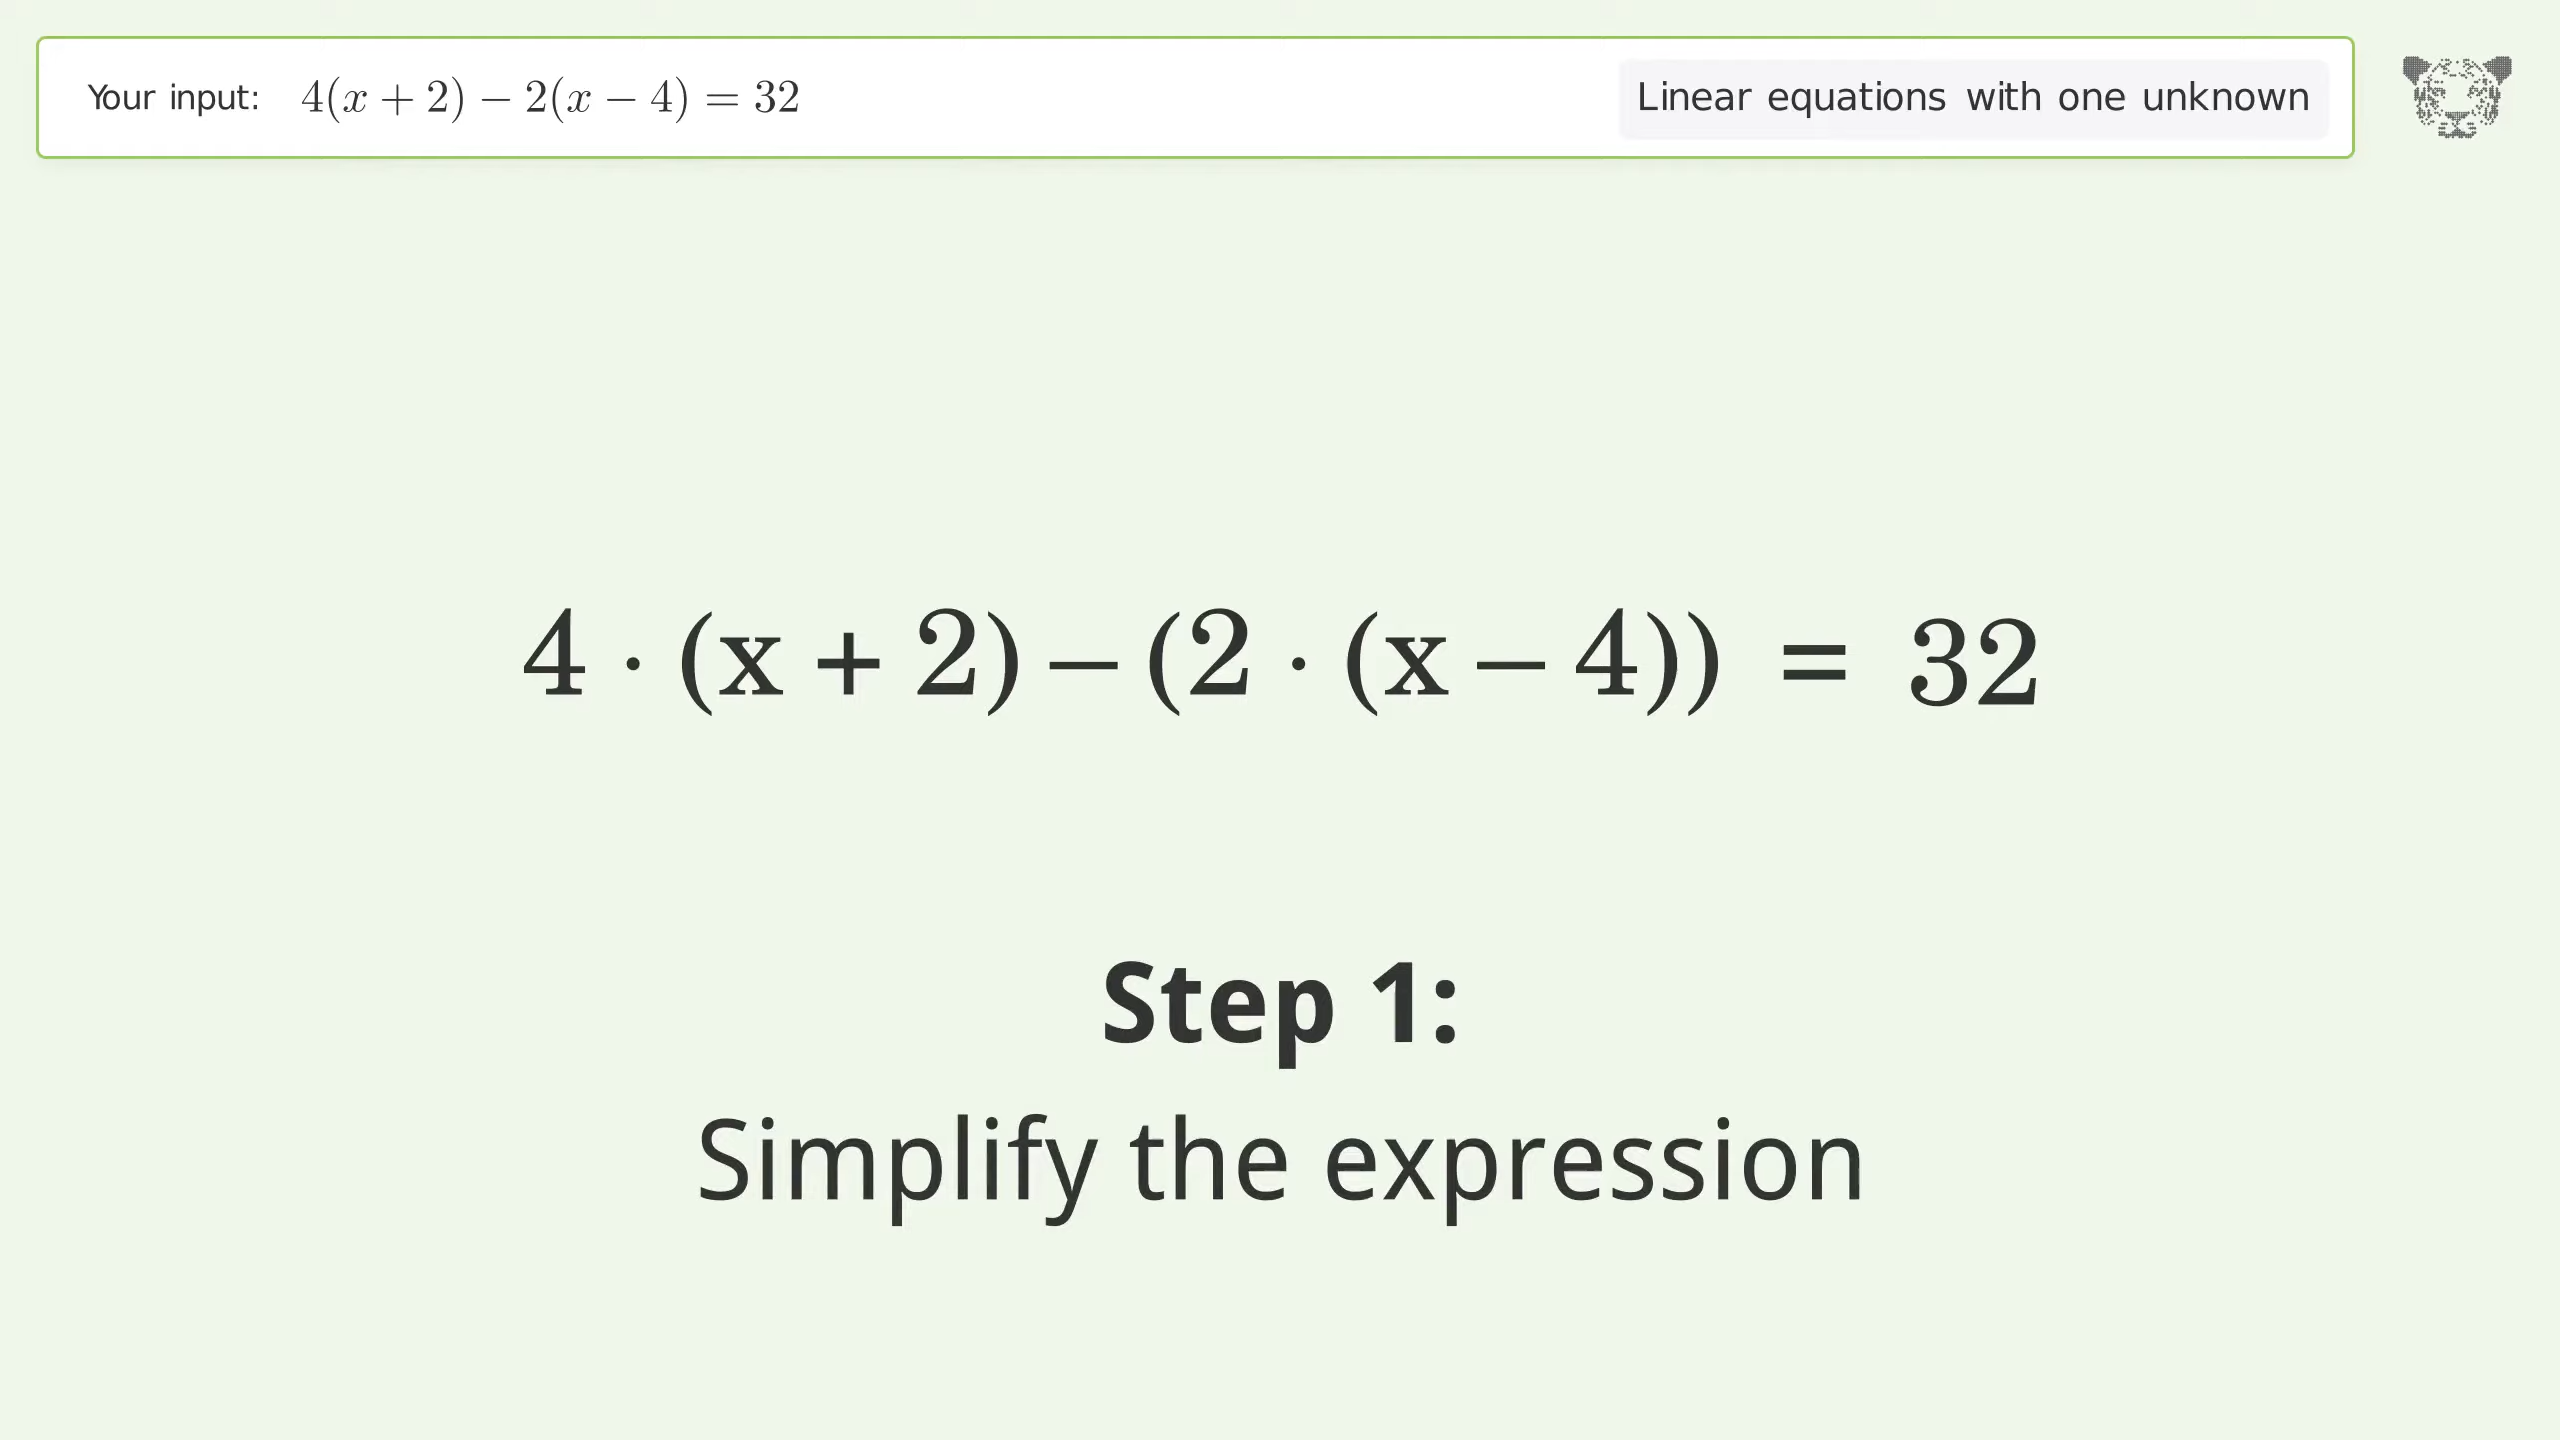 Your input: 4(x + 2) − 2(x − 4) = 32
Linear equations with one unknown
4 · (x + 2) − (2 · (x − 4)) = 32
Step 1:
Simplify the expression